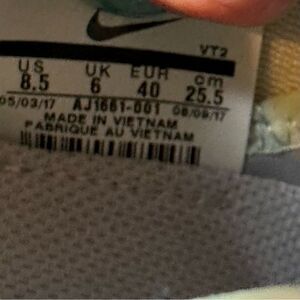 VT2
US UK EUR cm
8.5 6 40 25.5
05/03/17 AJ1661-001 08/09/17
MADE IN VIETNAM
FABRIQUE AU VIETNAM